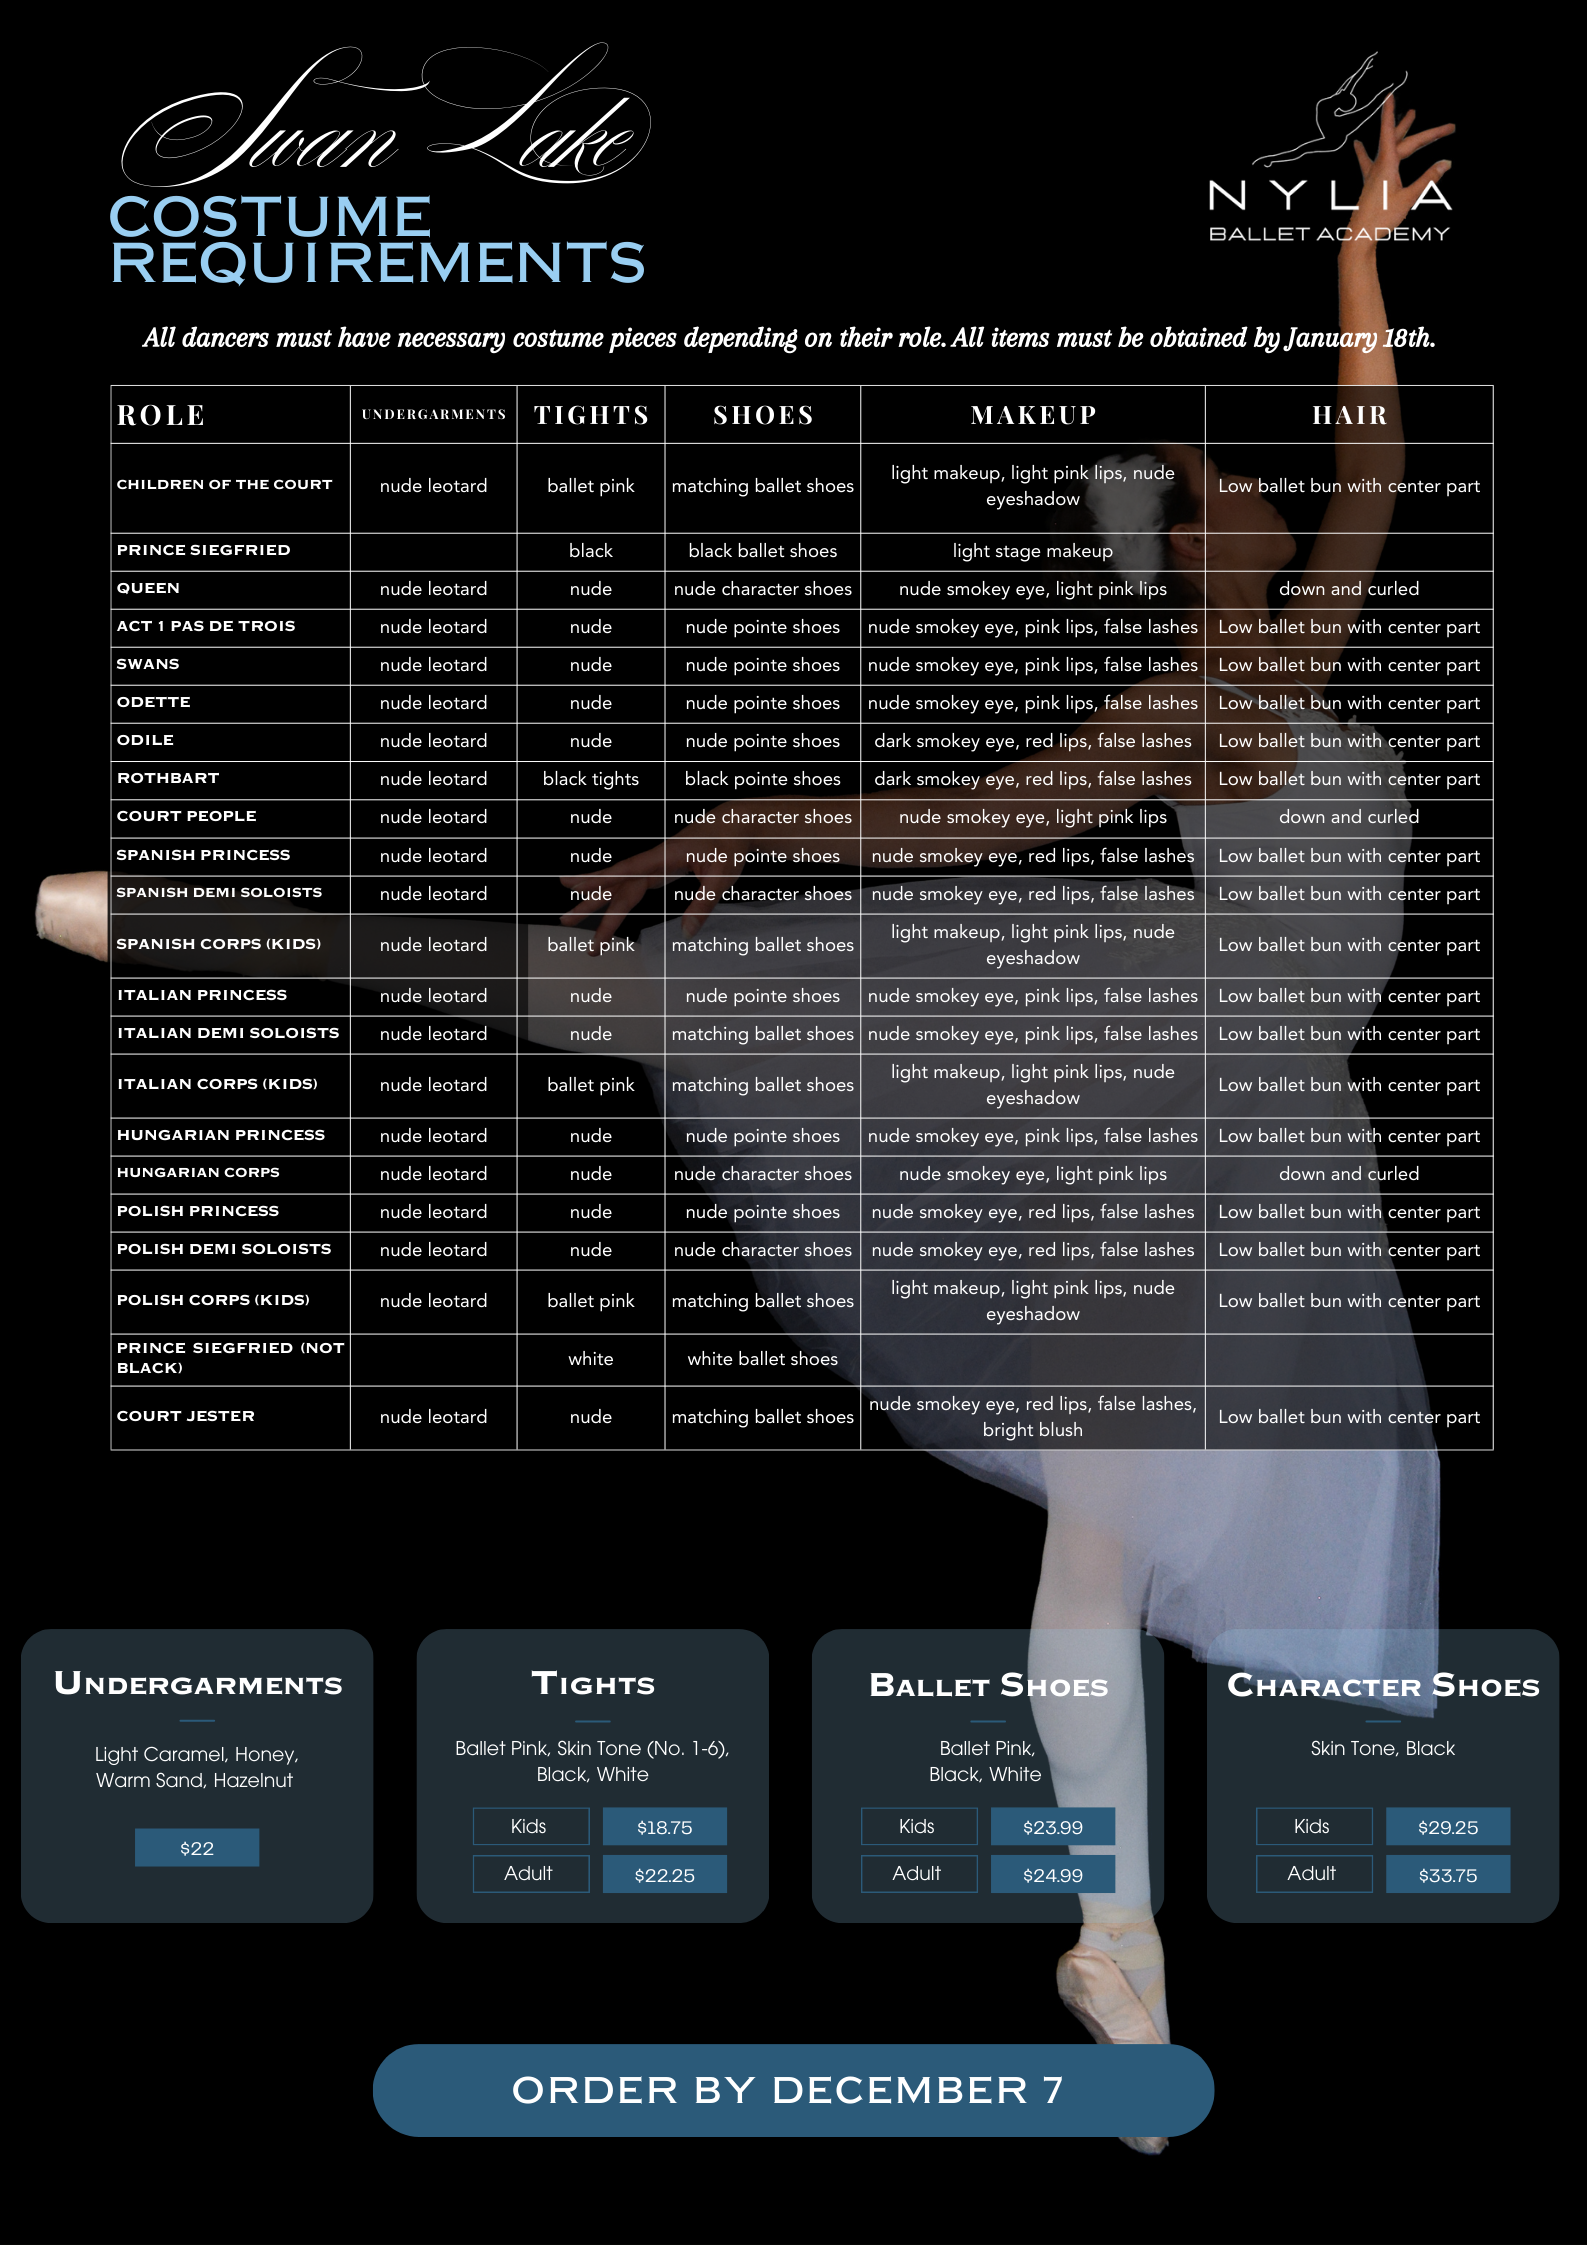 Swan Lake
COSTUME
REQUIREMENTS
NYLIA
BALLET ACADEMY
All dancers must have necessary costume pieces depending on their role. All items must be obtained by January 18th.
ROLE UNDERGARMENTS TIGHTS SHOES MAKEUP HAIR
CHILDREN OF THE COURT nude leotard ballet pink matching ballet shoes light makeup, light pink lips, nude
eyeshadow Low ballet bun with center part
PRINCE SIEGFRIED black black ballet shoes light stage makeup
QUEEN nude leotard nude nude character shoes nude smokey eye, light pink lips down and curled
ACT 1 PAS DE TROIS nude leotard nude nude pointe shoes nude smokey eye, pink lips, false lashes Low ballet bun with center part
SWANS nude leotard nude nude pointe shoes nude smokey eye, pink lips, false lashes Low ballet bun with center part
ODETTE nude leotard nude nude pointe shoes nude smokey eye, pink lips, false lashes Low ballet bun with center part
ODILE nude leotard nude nude pointe shoes dark smokey eye, red lips, false lashes Low ballet bun with center part
ROTHBART nude leotard black tights black pointe shoes dark smokey eye, red lips, false lashes Low ballet bun with center part
COURT PEOPLE nude leotard nude nude character shoes nude smokey eye, light pink lips down and curled
SPANISH PRINCESS nude leotard nude nude pointe shoes nude smokey eye, red lips, false lashes Low ballet bun with center part
SPANISH DEMI SOLOISTS nude leotard nude nude character shoes nude smokey eye, red lips, false lashes Low ballet bun with center part
SPANISH CORPS (KIDS) nude leotard ballet pink matching ballet shoes light makeup, light pink lips, nude
eyeshadow Low ballet bun with center part
ITALIAN PRINCESS nude leotard nude nude pointe shoes nude smokey eye, pink lips, false lashes Low ballet bun with center part
ITALIAN DEMI SOLOISTS nude leotard nude matching ballet shoes nude smokey eye, pink lips, false lashes Low ballet bun with center part
ITALIAN CORPS (KIDS) nude leotard ballet pink matching ballet shoes light makeup, light pink lips, nude
eyeshadow Low ballet bun with center part
HUNGARIAN PRINCESS nude leotard nude nude pointe shoes nude smokey eye, pink lips, false lashes Low ballet bun with center part
HUNGARIAN CORPS nude leotard nude nude character shoes nude smokey eye, light pink lips down and curled
POLISH PRINCESS nude leotard nude nude pointe shoes nude smokey eye, red lips, false lashes Low ballet bun with center part
POLISH DEMI SOLOISTS nude leotard nude nude character shoes nude smokey eye, red lips, false lashes Low ballet bun with center part
POLISH CORPS (KIDS) nude leotard ballet pink matching ballet shoes light makeup, light pink lips, nude
eyeshadow Low ballet bun with center part
PRINCE SIEGFRIED (NOT
BLACK) white white ballet shoes
COURT JESTER nude leotard nude matching ballet shoes nude smokey eye, red lips, false lashes,
bright blush Low ballet bun with center part
UNDERGARMENTS
Light Caramel, Honey,
Warm Sand, Hazelnut
$22
TIGHTS
Ballet Pink, Skin Tone (No. 1-6),
Black, White
Kids $18.75
Adult $22.25
BALLET SHOES
Ballet Pink,
Black, White
Kids $23.99
Adult $24.99
CHARACTER SHOES
Skin Tone, Black
Kids $29.25
Adult $33.75
ORDER BY DECEMBER 7